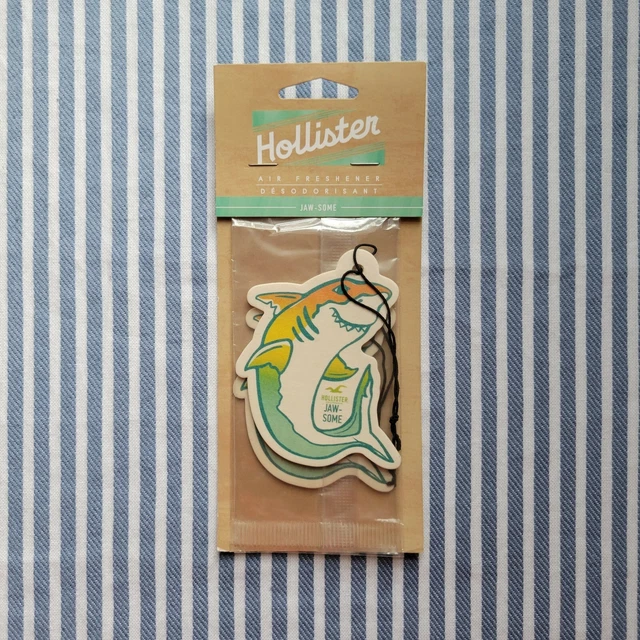 Hollister
AIR FRESHENER
DÉSODORISANT
JAW-SOME
HOLLISTER
JAW-
SOME